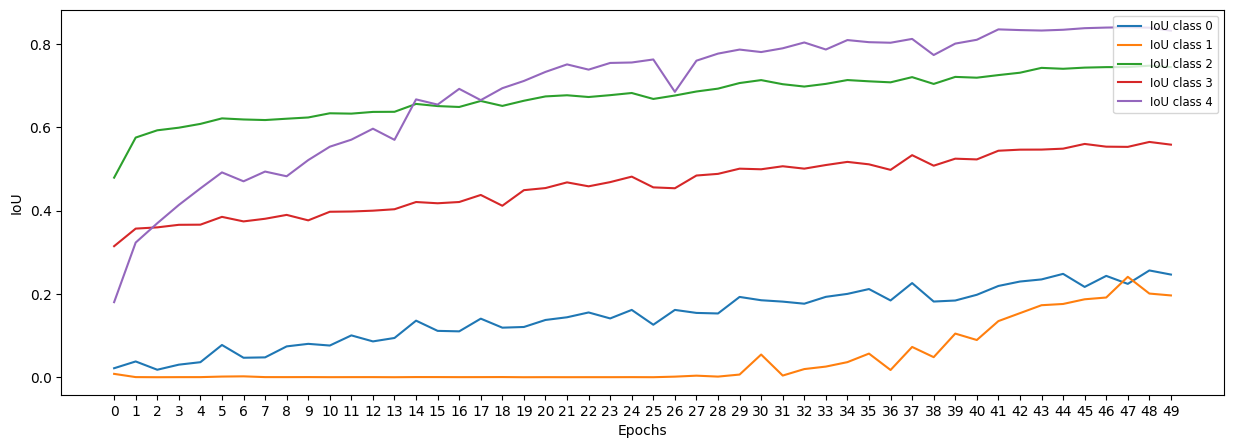 0.8
0.6
0.4
0.2
0.0
IoU
IoU class 0
IoU class 1
IoU class 2
IoU class 3
IoU class 4
0 1 2 3 4 5 6 7 8 9 10 11 12 13 14 15 16 17 18 19 20 21 22 23 24 25 26 27 28 29 30 31 32 33 34 35 36 37 38 39 40 41 42 43 44 45 46 47 48 49
Epochs